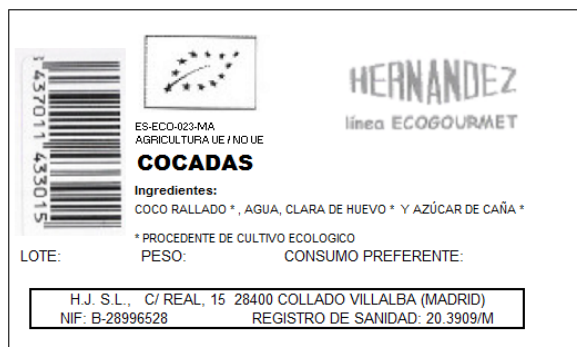 HERNANDEZ
línea ECOGOURMET
8 437011 433015
ES-ECO-023-MA
AGRICULTURA UE / NO UE
COCADAS
Ingredientes:
COCO RALLADO * , AGUA, CLARA DE HUEVO * Y AZÚCAR DE CAÑA *
* PROCEDENTE DE CULTIVO ECOLOGICO
LOTE: PESO: CONSUMO PREFERENTE:
H.J. S.L., C/ REAL, 15 28400 COLLADO VILLALBA (MADRID)
NIF: B-28996528 REGISTRO DE SANIDAD: 20.3909/M